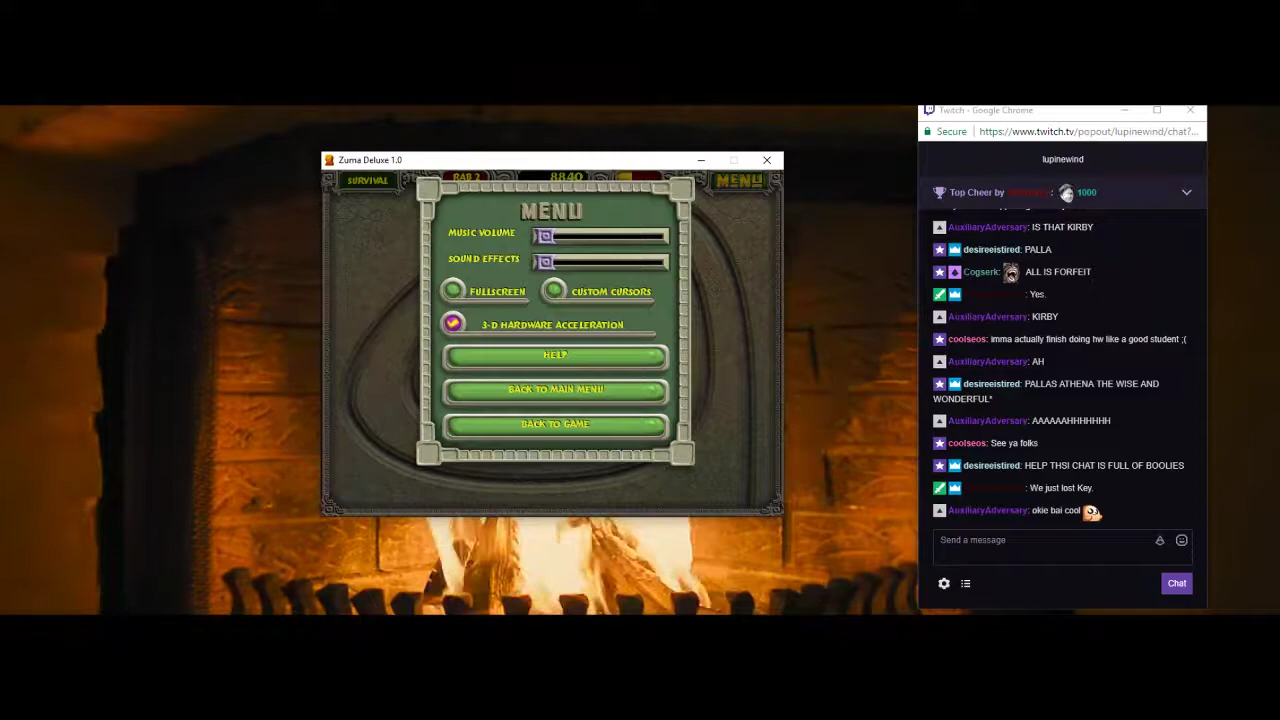 Zuma Deluxe 1.0
SURVIVAL
RAB 2
8840
MENU
MENU
MUSIC VOLUME
SOUND EFFECTS
FULLSCREEN
CUSTOM CURSORS
3-D HARDWARE ACCELERATION
HELP
BACK TO MAIN MENU
BACK TO GAME
Twitch - Google Chrome
Secure
https://www.twitch.tv/popout/lupinewind/chat?...
lupinewind
Top Cheer by : 1000
AuxiliaryAdversary: IS THAT KIRBY
desireeistired: PALLA
Cogserk: ALL IS FORFEIT
: Yes.
AuxiliaryAdversary: KIRBY
coolseos: imma actually finish doing hw like a good student ;(
AuxiliaryAdversary: AH
desireeistired: PALLAS ATHENA THE WISE AND
WONDERFUL*
AuxiliaryAdversary: AAAAAAHHHHHHH
coolseos: See ya folks
desireeistired: HELP THSI CHAT IS FULL OF BOOLIES
: We just lost Key.
AuxiliaryAdversary: okie bai cool
Send a message
Chat